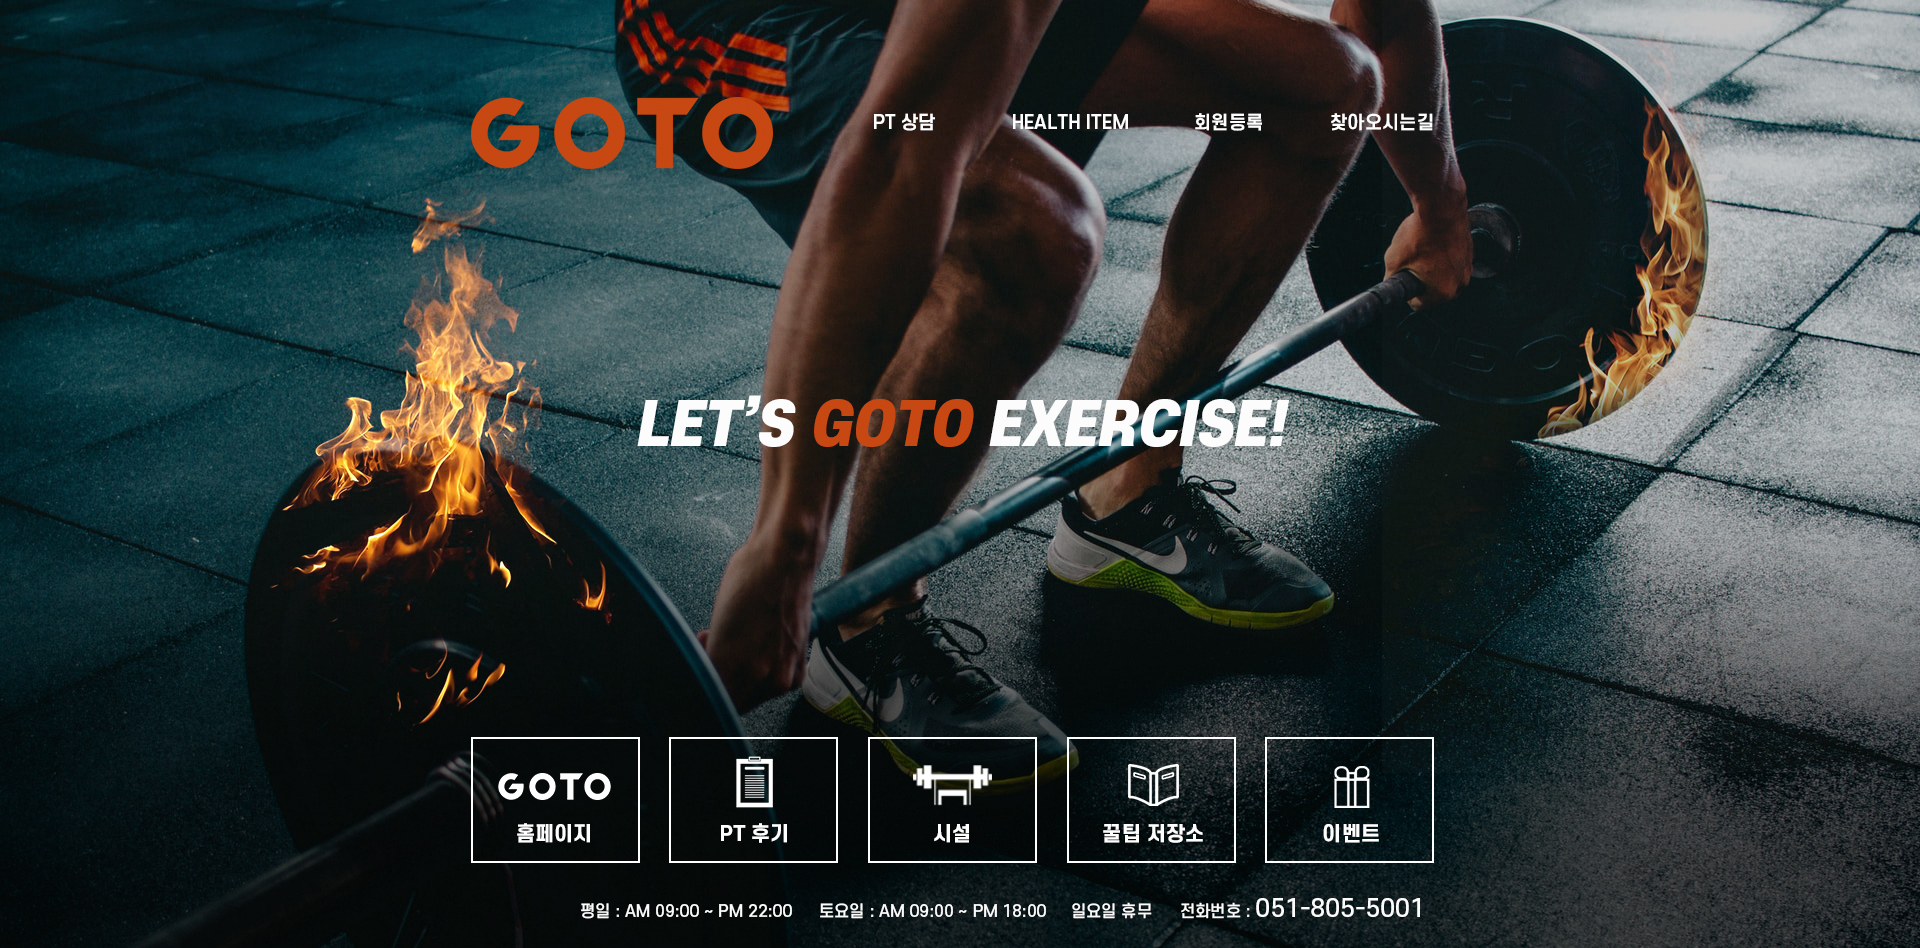 GOTO
PT 상담 HEALTH ITEM 회원등록 찾아오시는길
LET'S GOTO EXERCISE!
GOTO
홈페이지
PT 후기
시설
꿀팁 저장소
이벤트
평일 : AM 09:00 ~ PM 22:00 토요일 : AM 09:00 ~ PM 18:00 일요일 휴무 전화번호 : 051-805-5001